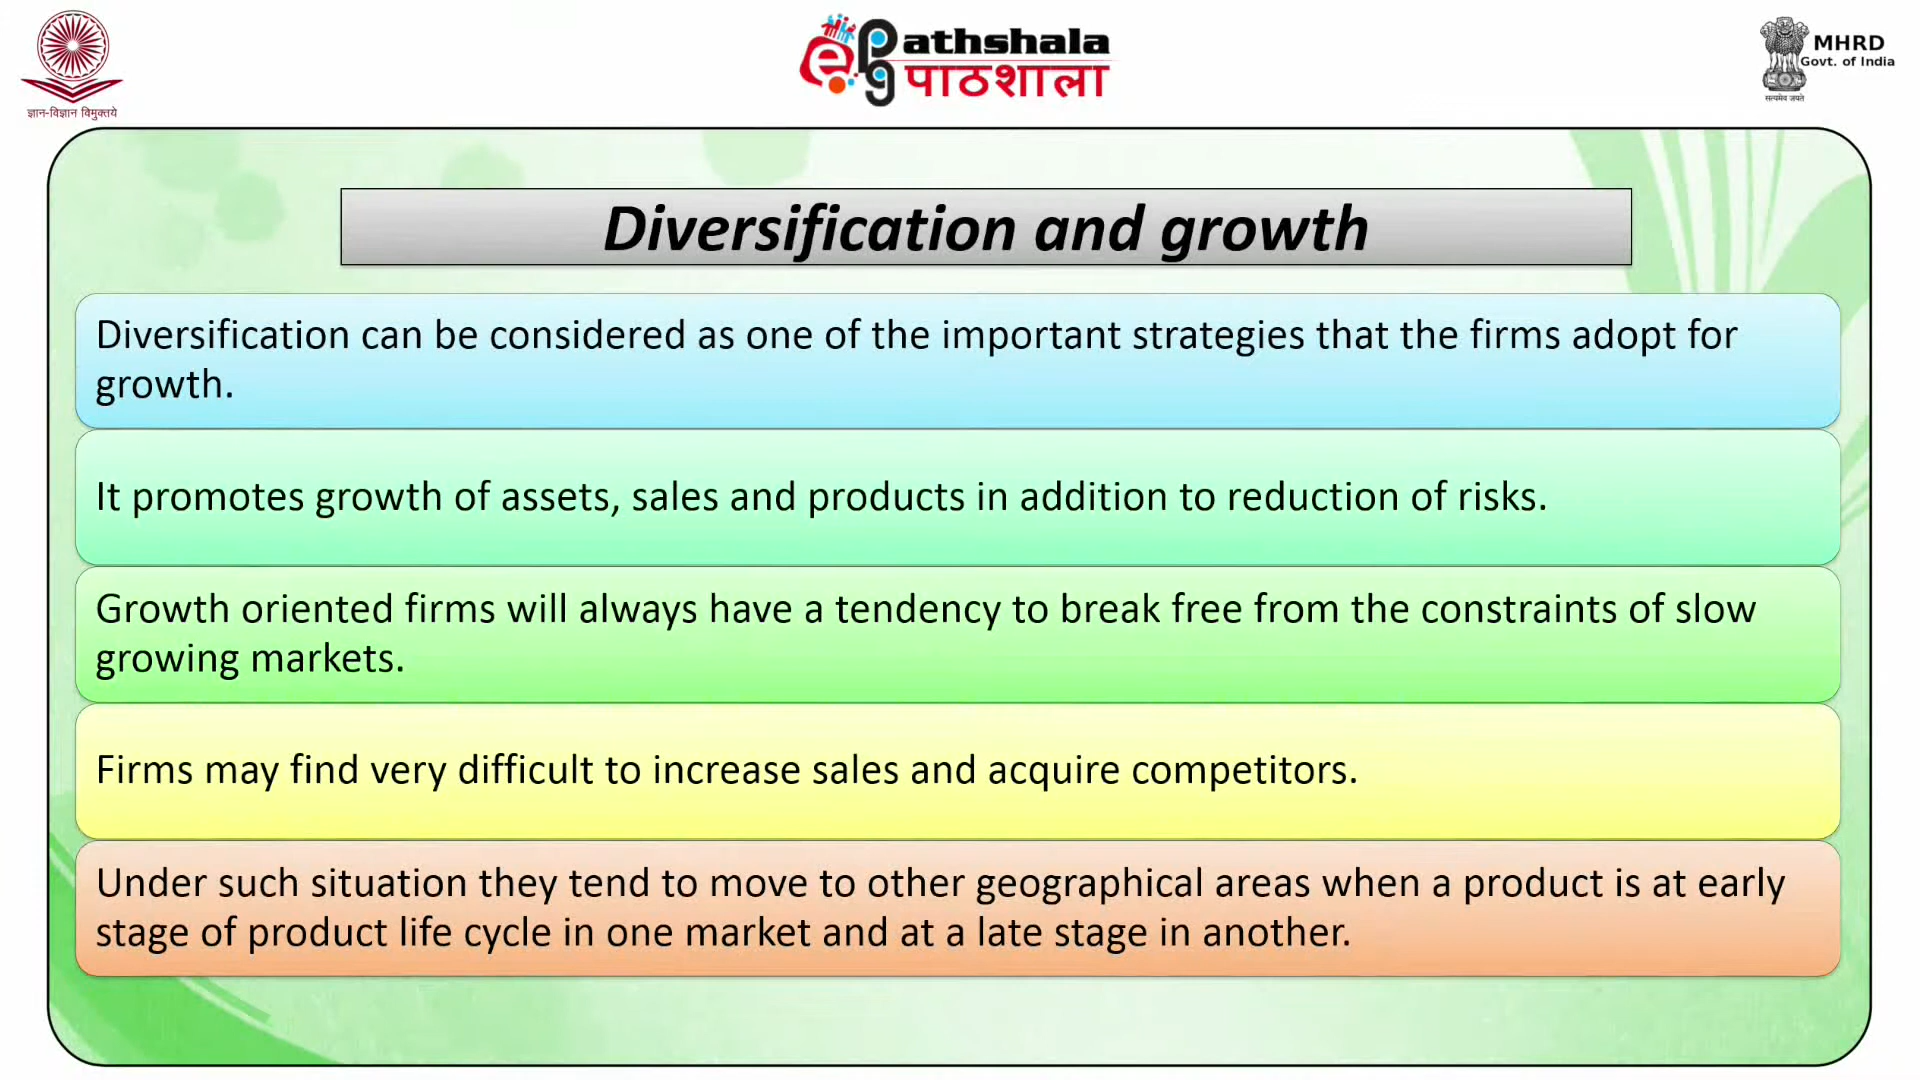 ज्ञान-विज्ञान विमुक्तये
e
pg
athshala
पाठशाला
MHRD
Govt. of India
सत्यमेव जयते
Diversification and growth
Diversification can be considered as one of the important strategies that the firms adopt for
growth.
It promotes growth of assets, sales and products in addition to reduction of risks.
Growth oriented firms will always have a tendency to break free from the constraints of slow
growing markets.
Firms may find very difficult to increase sales and acquire competitors.
Under such situation they tend to move to other geographical areas when a product is at early
stage of product life cycle in one market and at a late stage in another.